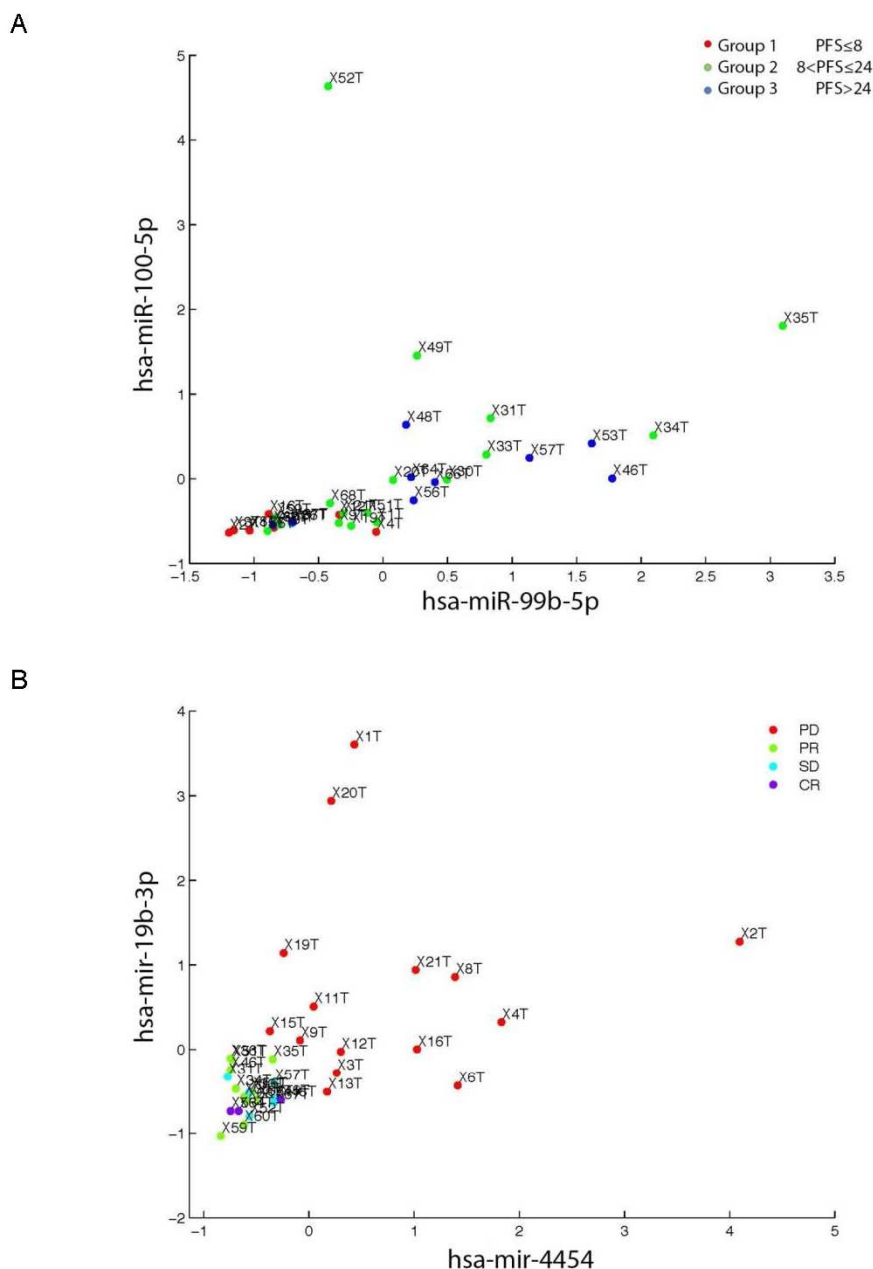 A
Group 1 PFS≤8
Group 2 8<PFS≤24
Group 3 PFS>24
5
4
3
2
1
0
−1
hsa-miR-100-5p
X52T
X35T
X49T
X31T
X48T
X34T
X53T
X33T
X57T
X46T
X20T
X30T
X56T
X68T
X4T
−1.5 −1 −0.5 0 0.5 1 1.5 2 2.5 3 3.5
hsa-miR-99b-5p
B
PD
PR
SD
CR
4
3
2
1
0
−1
−2
hsa-mir-19b-3p
X1T
X20T
X2T
X19T
X21T
X8T
X11T
X4T
X15T
X9T
X12T
X16T
X35T
X46T
X3T
X57T
X13T
X6T
X52T
X60T
X59T
−1 0 1 2 3 4 5
hsa-mir-4454